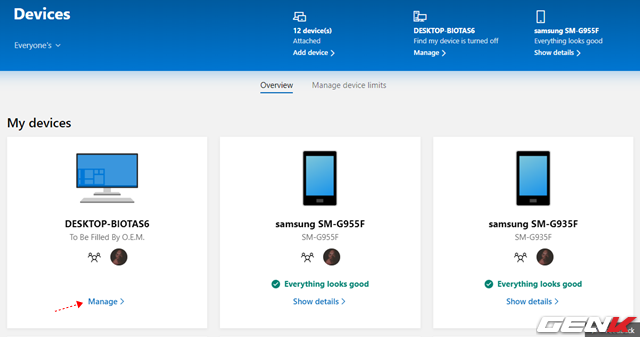 Devices
Everyone's
12 device(s)
Attached
Add device >
DESKTOP-BIOTAS6
Find my device is turned off
Manage >
samsung SM-G955F
Everything looks good
Show details >
Overview
Manage device limits
My devices
DESKTOP-BIOTAS6
To Be Filled By O.E.M.
Manage >
samsung SM-G955F
SM-G955F
Everything looks good
Show details >
samsung SM-G935F
SM-G935F
Everything looks good
Show details >
GENK